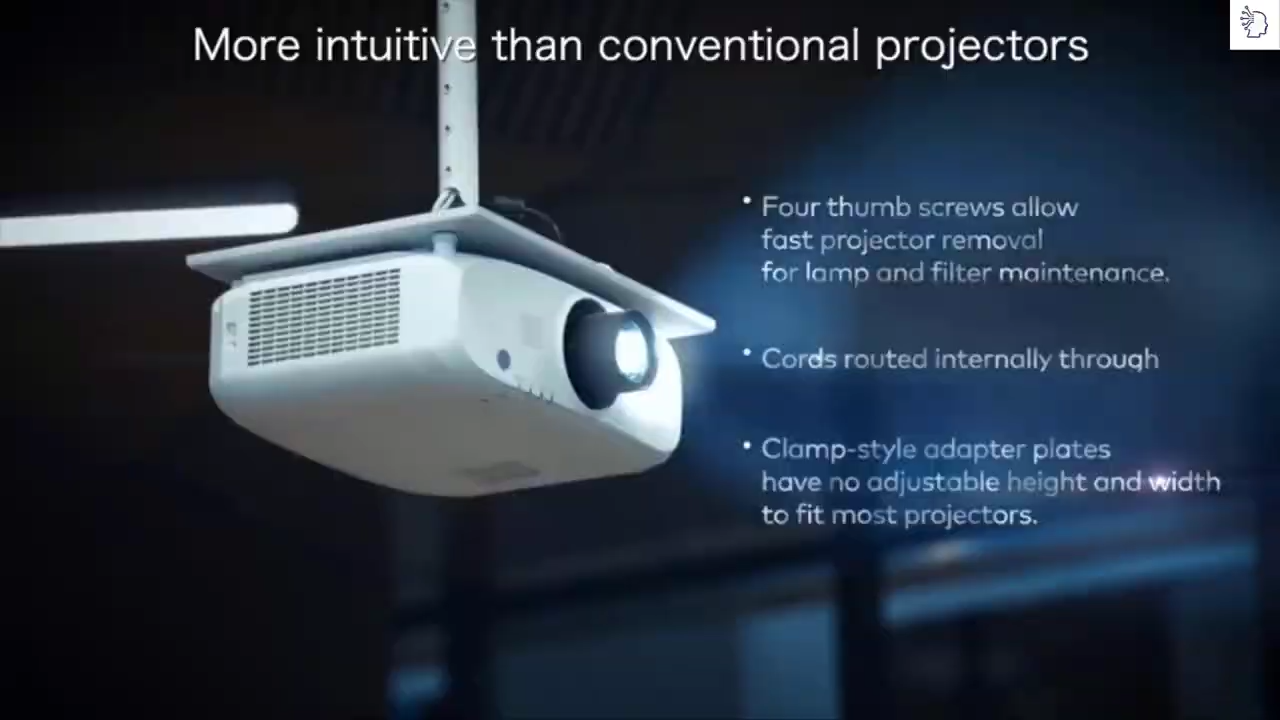 More intuitive than conventional projectors
• Four thumb screws allow
fast projector removal
for lamp and filter maintenance.
• Cords routed internally through
• Clamp-style adapter plates
have no adjustable height and width
to fit most projectors.